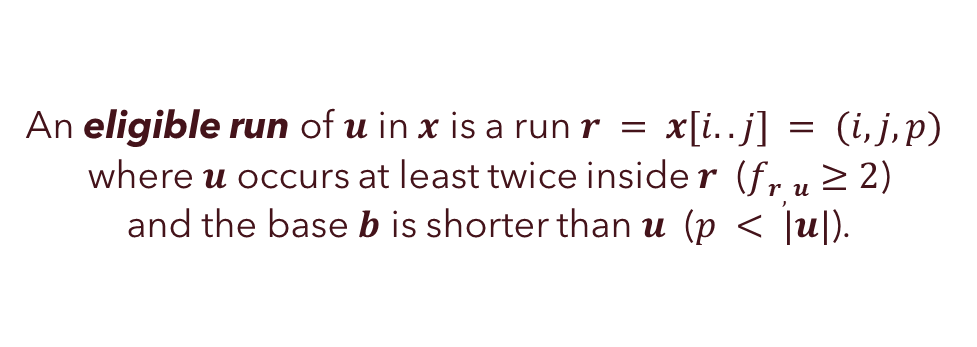 An eligible run of u in x is a run r = x[i..j] = (i,j,p)
where u occurs at least twice inside r (f_{r,u} ≥ 2)
and the base b is shorter than u (p < |u|).